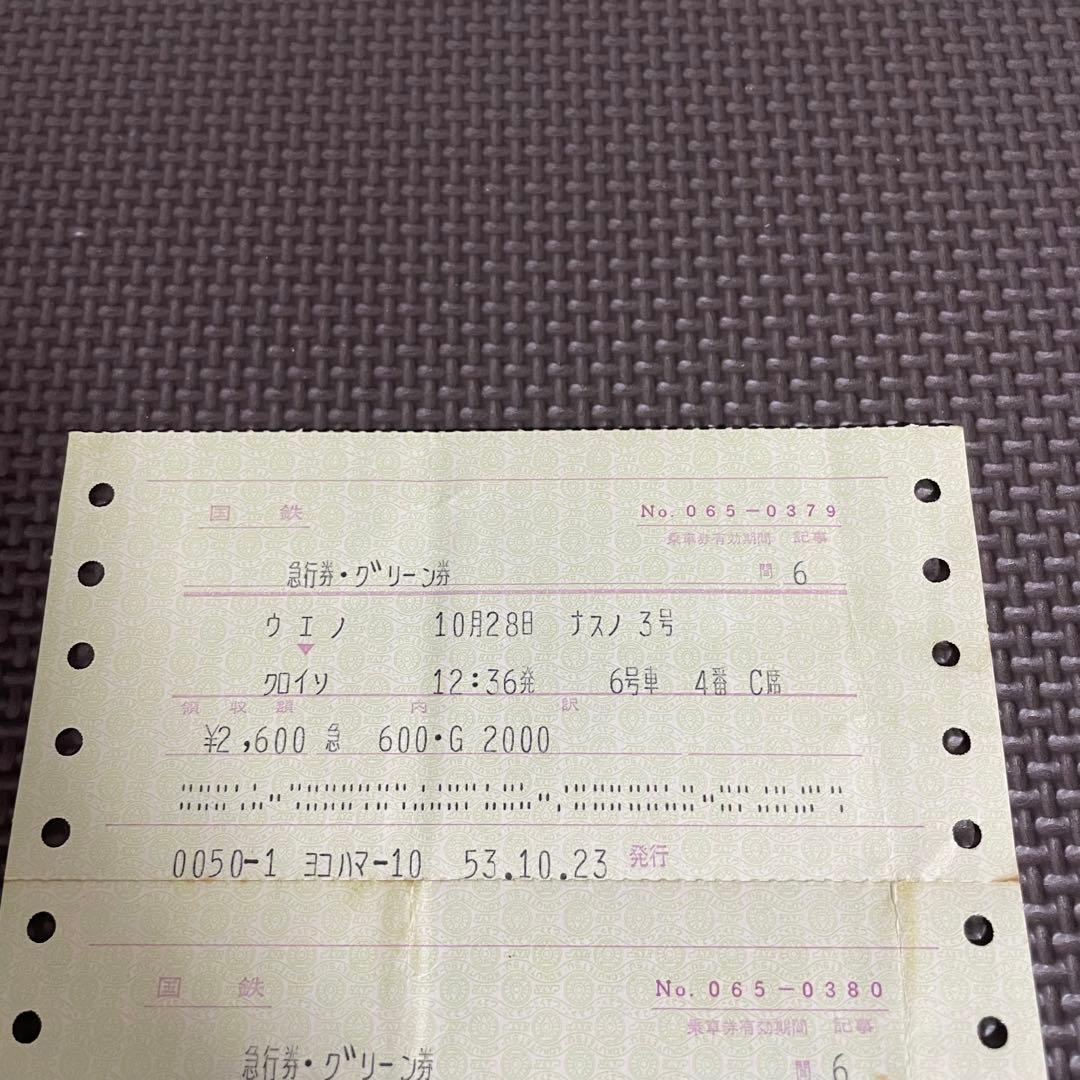 国鉄
No. 065-0379
乗車券有効期間 記事
急行券・グリーン券 間 6
ウエノ 10月28日 ナスノ 3号
▼
クロイソ 12:36発 6号車 4番 C席
領収額 内訳
¥2,600 急 600・G 2000
0050-1 ヨコハマ-10 53.10.23 発行
国鉄
No. 065-0380
乗車券有効期間 記事
急行券・グリーン券 間 6